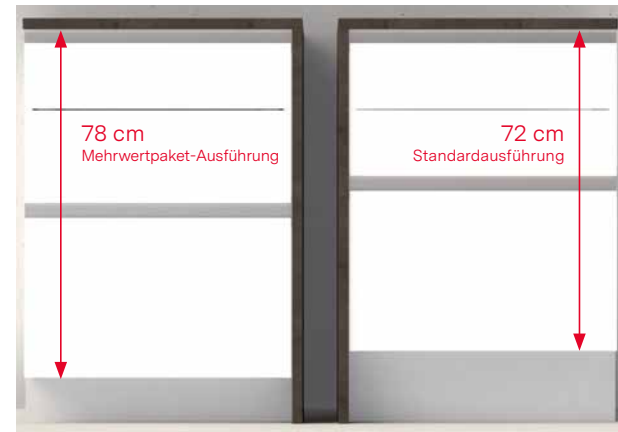 78 cm
Mehrwertpaket-Ausführung
72 cm
Standardausführung